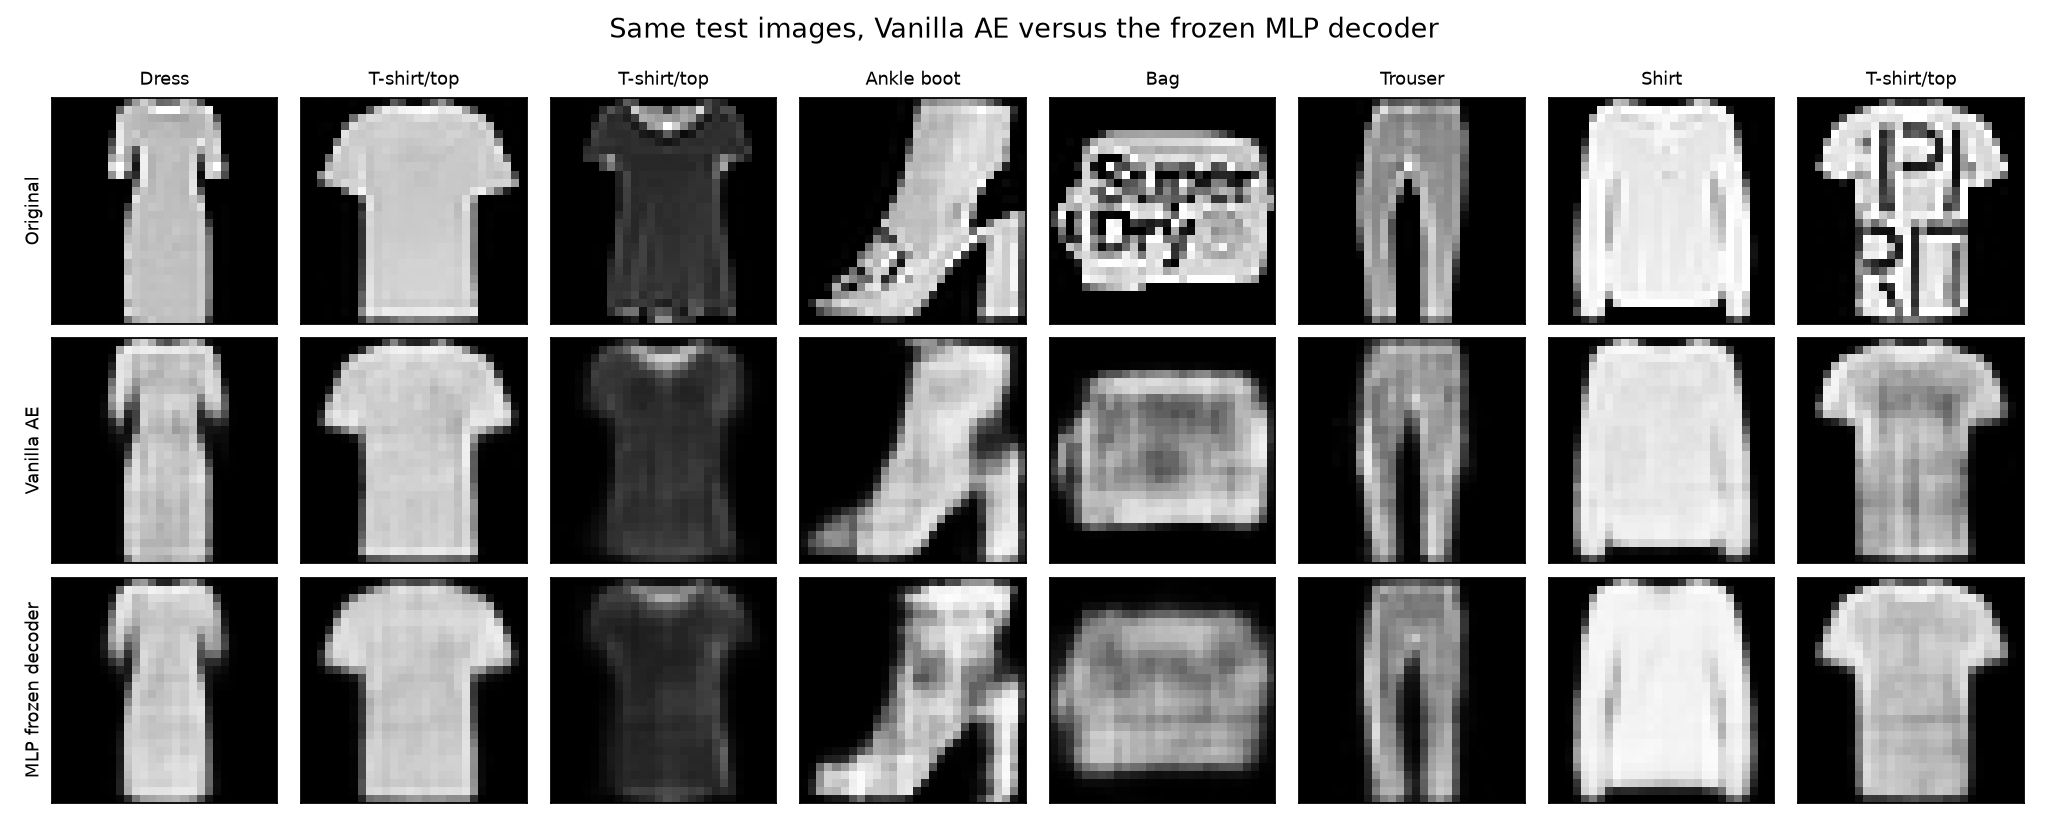 Same test images, Vanilla AE versus the frozen MLP decoder
Dress T-shirt/top T-shirt/top Ankle boot Bag Trouser Shirt T-shirt/top
Original
Super
Dry
Vanilla AE
MLP frozen decoder